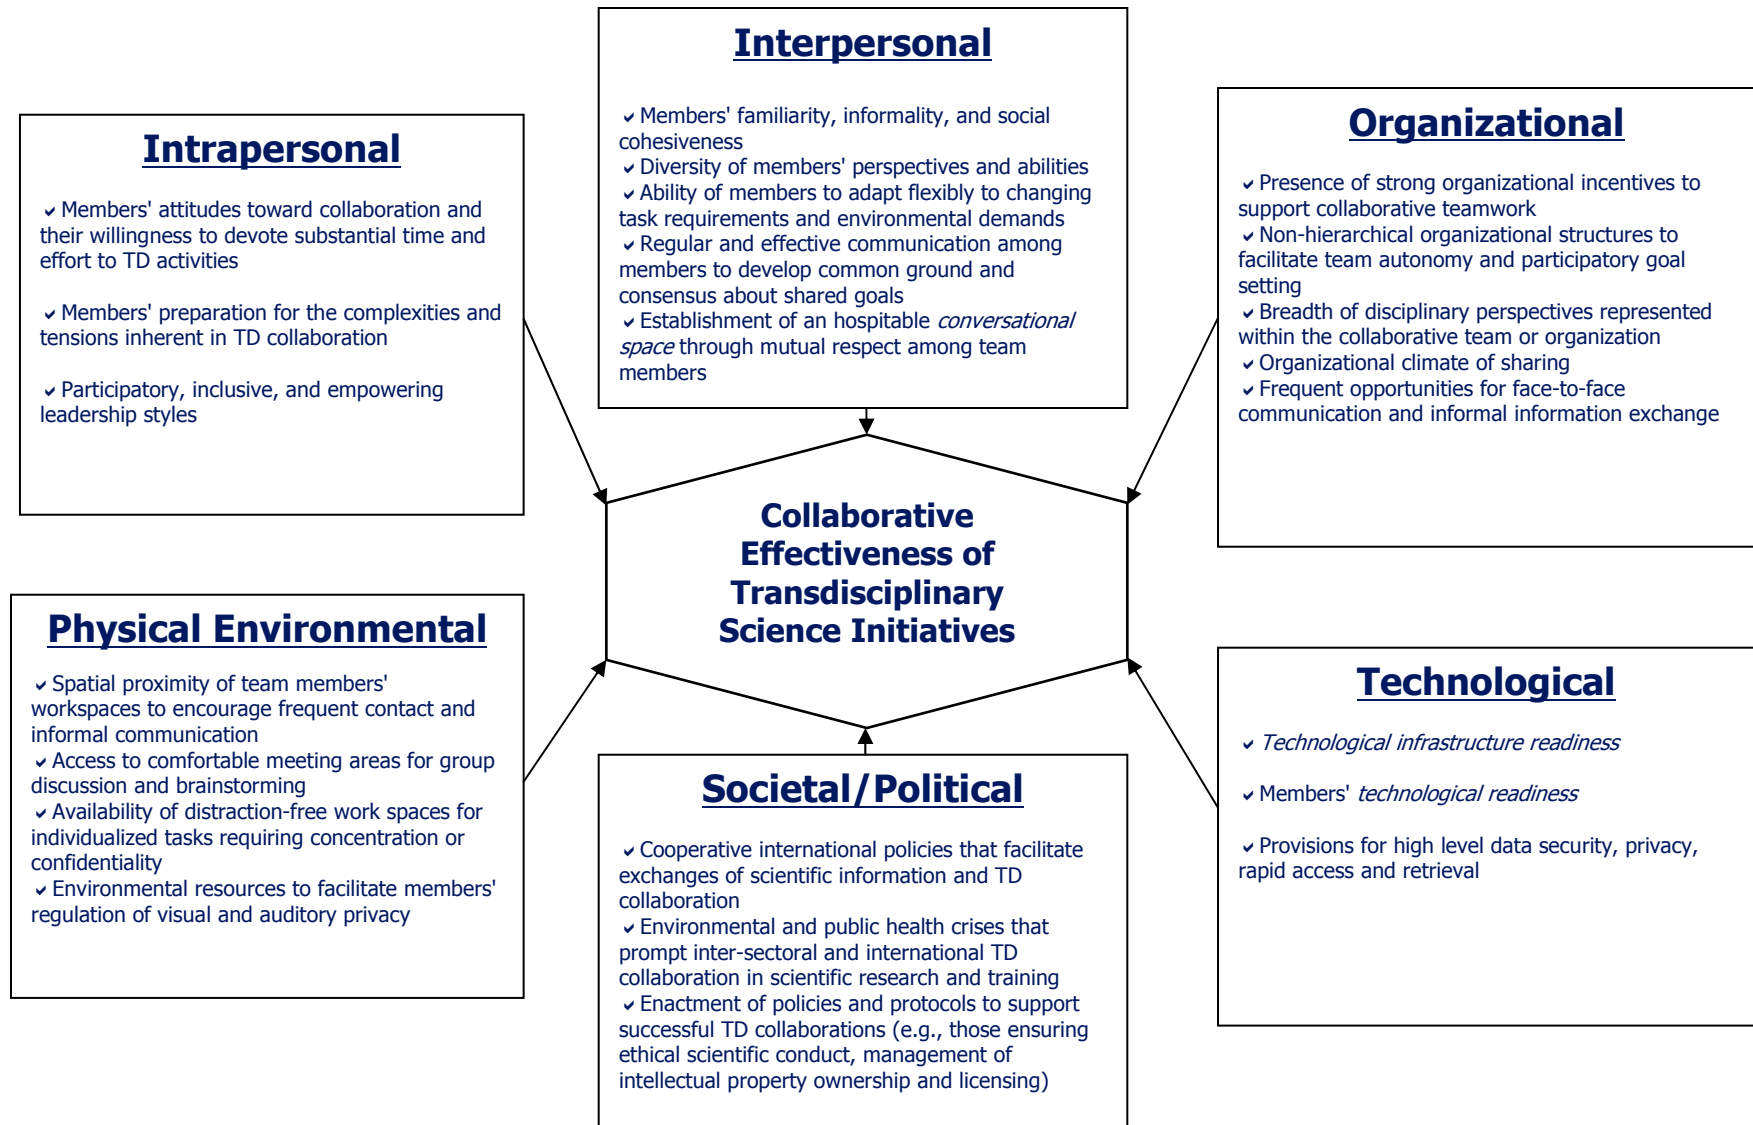 Interpersonal
✓Members' familiarity, informality, and social
cohesiveness
✓Diversity of members' perspectives and abilities
✓Ability of members to adapt flexibly to changing
task requirements and environmental demands
✓Regular and effective communication among
members to develop common ground and
consensus about shared goals
✓Establishment of an hospitable conversational
space through mutual respect among team
members
Intrapersonal
✓Members' attitudes toward collaboration and
their willingness to devote substantial time and
effort to TD activities
✓Members' preparation for the complexities and
tensions inherent in TD collaboration
✓Participatory, inclusive, and empowering
leadership styles
Organizational
✓Presence of strong organizational incentives to
support collaborative teamwork
✓Non-hierarchical organizational structures to
facilitate team autonomy and participatory goal
setting
✓Breadth of disciplinary perspectives represented
within the collaborative team or organization
✓Organizational climate of sharing
✓Frequent opportunities for face-to-face
communication and informal information exchange
Collaborative
Effectiveness of
Transdisciplinary
Science Initiatives
Physical Environmental
✓Spatial proximity of team members'
workspaces to encourage frequent contact and
informal communication
✓Access to comfortable meeting areas for group
discussion and brainstorming
✓Availability of distraction-free work spaces for
individualized tasks requiring concentration or
confidentiality
✓Environmental resources to facilitate members'
regulation of visual and auditory privacy
Societal/Political
✓Cooperative international policies that facilitate
exchanges of scientific information and TD
collaboration
✓Environmental and public health crises that
prompt inter-sectoral and international TD
collaboration in scientific research and training
✓Enactment of policies and protocols to support
successful TD collaborations (e.g., those ensuring
ethical scientific conduct, management of
intellectual property ownership and licensing)
Technological
✓Technological infrastructure readiness
✓Members' technological readiness
✓Provisions for high level data security, privacy,
rapid access and retrieval